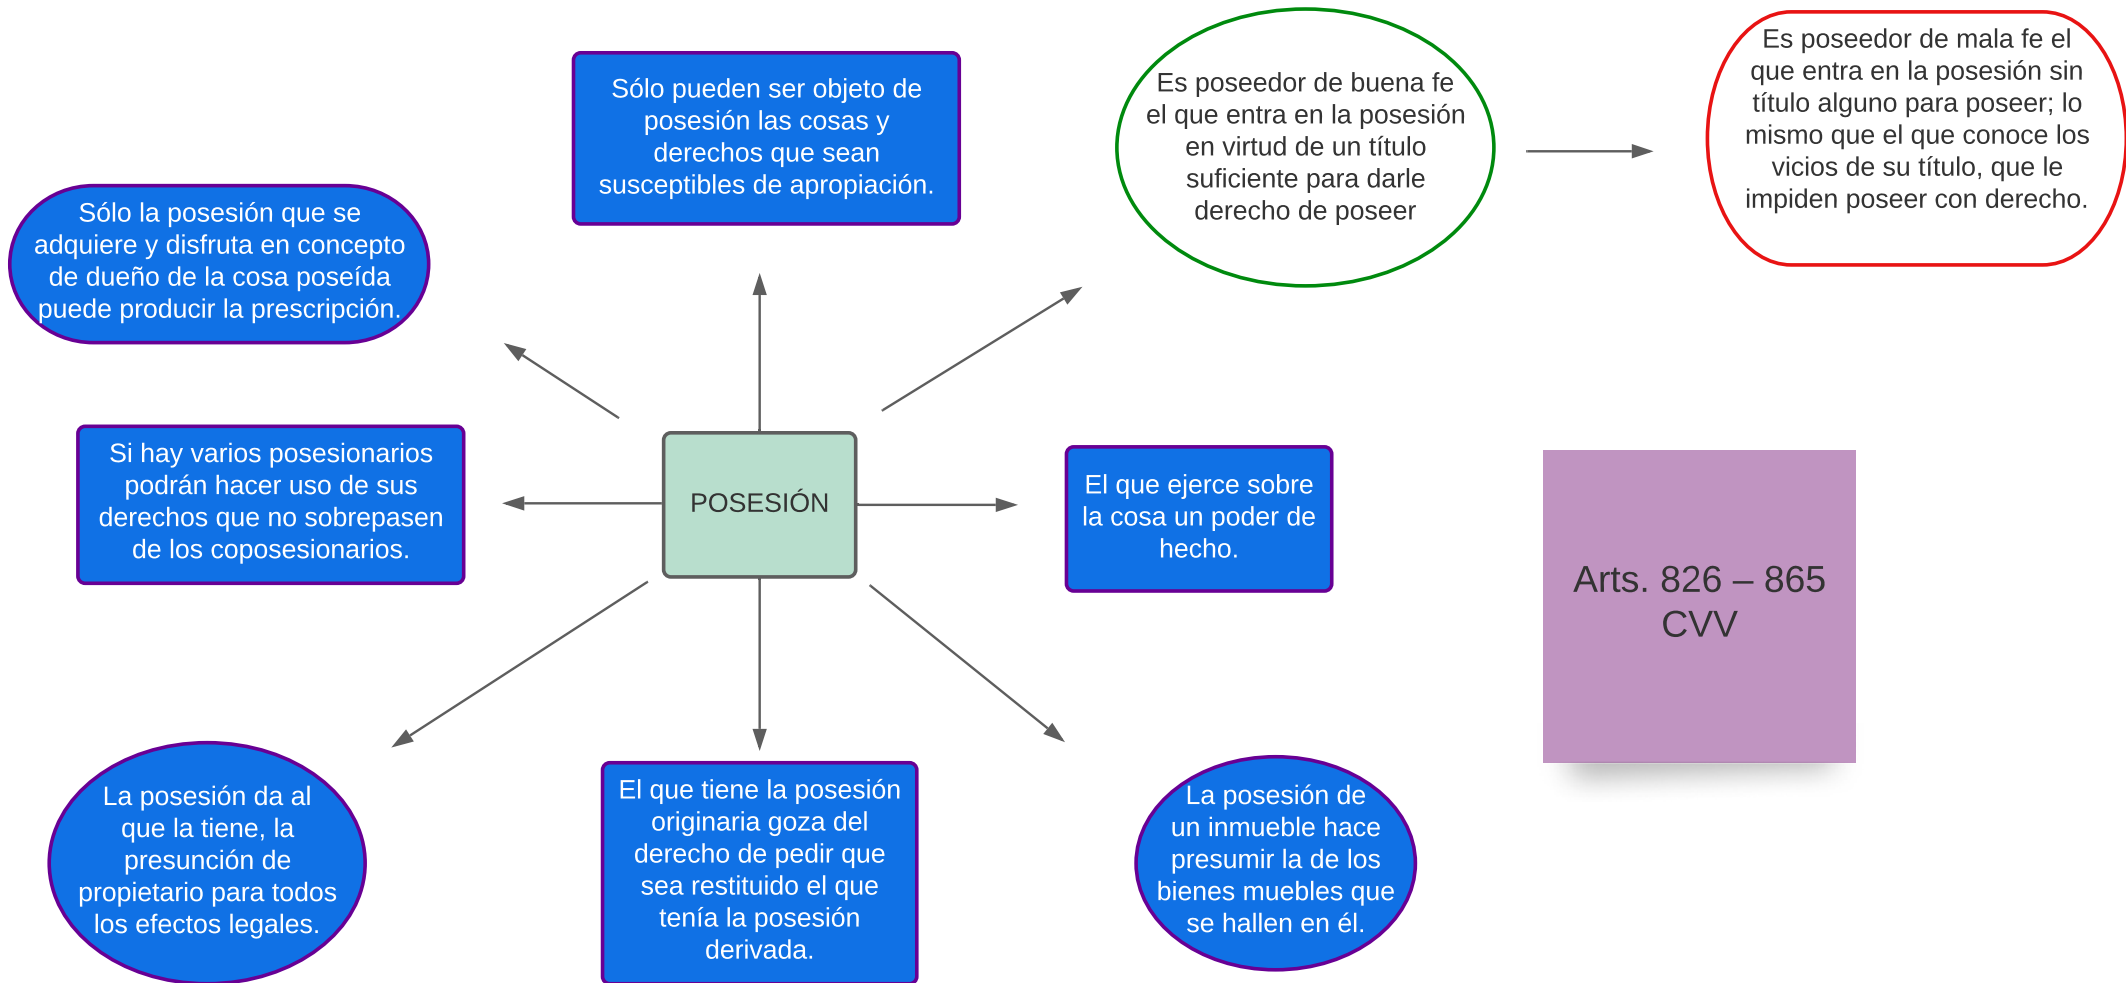 Sólo pueden ser objeto de
posesión las cosas y
derechos que sean
susceptibles de apropiación.
Es poseedor de buena fe
el que entra en la posesión
en virtud de un título
suficiente para darle
derecho de poseer
Es poseedor de mala fe el
que entra en la posesión sin
título alguno para poseer; lo
mismo que el que conoce los
vicios de su título, que le
impiden poseer con derecho.
Sólo la posesión que se
adquiere y disfruta en concepto
de dueño de la cosa poseída
puede producir la prescripción.
Si hay varios posesionarios
podrán hacer uso de sus
derechos que no sobrepasen
de los coposesionarios.
POSESIÓN
El que ejerce sobre
la cosa un poder de
hecho.
Arts. 826 – 865
CVV
La posesión da al
que la tiene, la
presunción de
propietario para todos
los efectos legales.
El que tiene la posesión
originaria goza del
derecho de pedir que
sea restituido el que
tenía la posesión
derivada.
La posesión de
un inmueble hace
presumir la de los
bienes muebles que
se hallen en él.